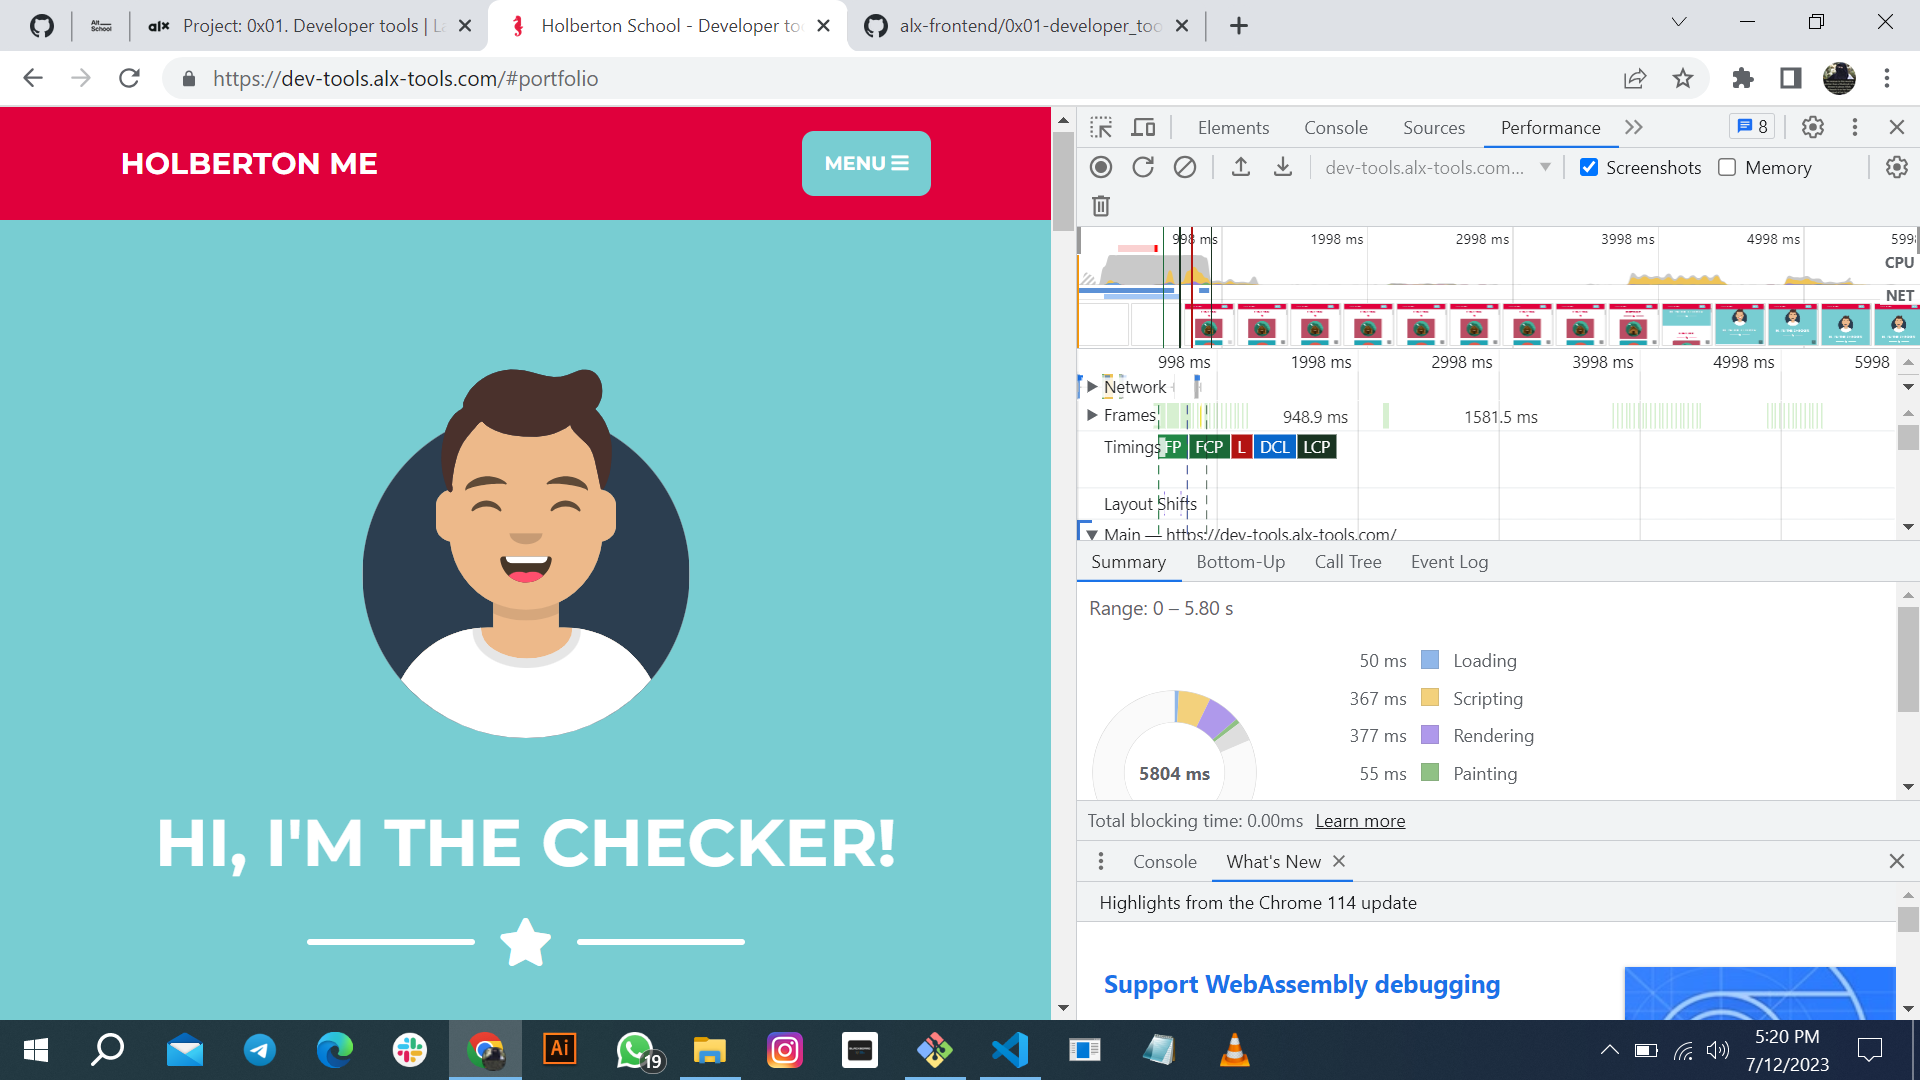 Alt
School
alx Project: 0x01. Developer tools | La
Holberton School - Developer too
alx-frontend/0x01-developer_too
https://dev-tools.alx-tools.com/#portfolio
HOLBERTON ME
MENU
HI, I'M THE CHECKER!
Elements Console Sources Performance 8
dev-tools.alx-tools.com... Screenshots Memory
998 ms 1998 ms 2998 ms 3998 ms 4998 ms 599
CPU
NET
998 ms 1998 ms 2998 ms 3998 ms 4998 ms 5998
Network
Frames 948.9 ms 1581.5 ms
Timings FP FCP L DCL LCP
Layout Shifts
Main — https://dev-tools.alx-tools.com/
Summary Bottom-Up Call Tree Event Log
Range: 0 – 5.80 s
50 ms Loading
367 ms Scripting
377 ms Rendering
55 ms Painting
5804 ms
Total blocking time: 0.00ms Learn more
Console What's New
Highlights from the Chrome 114 update
Support WebAssembly debugging
Ai
19
5:20 PM
7/12/2023